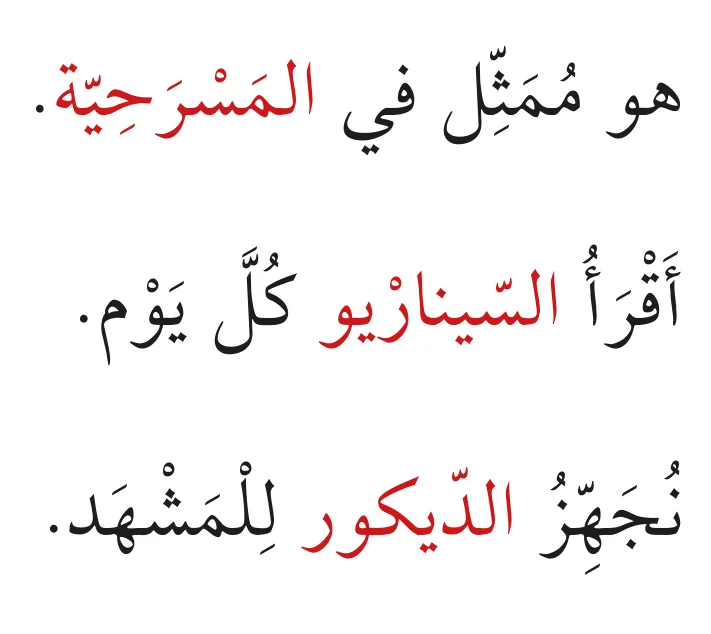 هو مُمَثِّل في المَسْرَحِيّة.
أَقْرَأُ السّينارْيو كُلَّ يَوْم.
نُجَهِّزُ الدّيكور لِلْمَشْهَد.